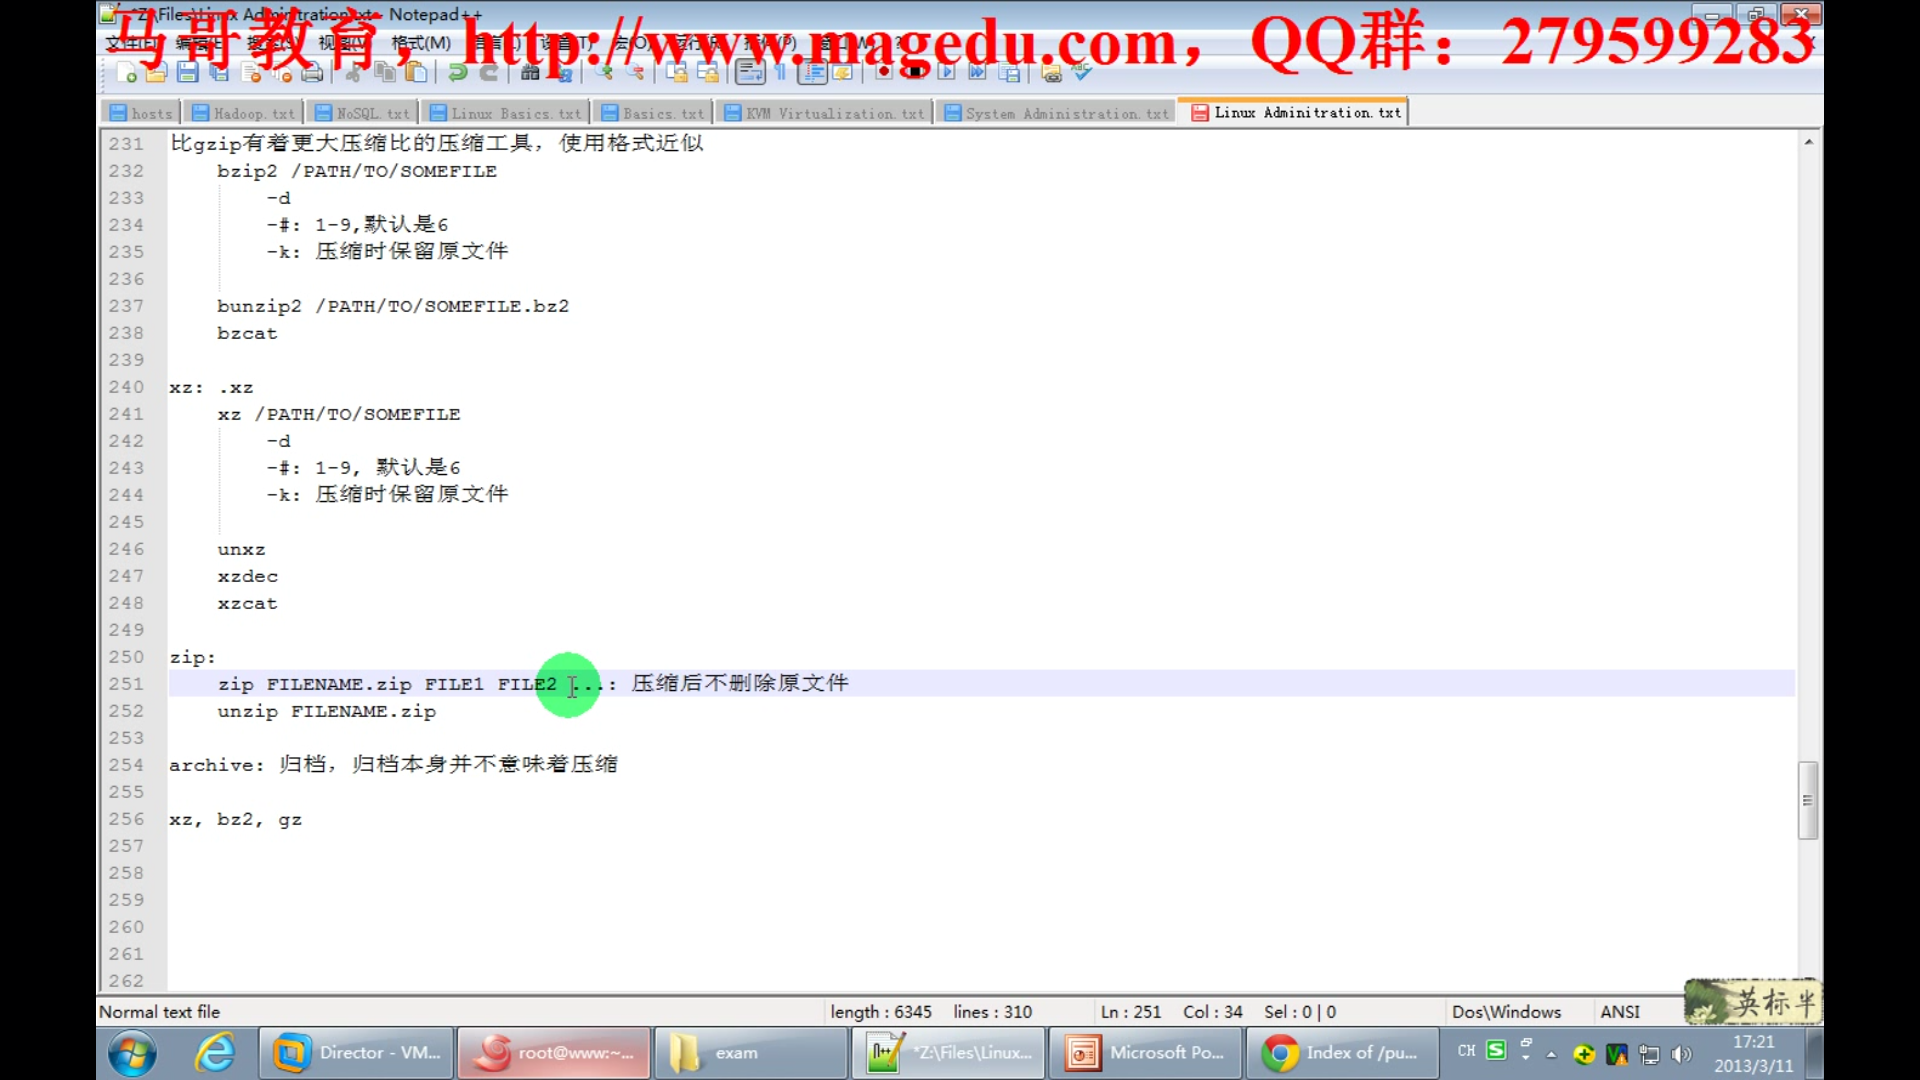 *Z:\Files\Linux Adminitration.txt - Notepad++
马哥教育，http://www.magedu.com，QQ群：279599283
hosts Hadoop.txt NoSQL.txt Linux Basics.txt Basics.txt KVM Virtualization.txt System Administration.txt Linux Adminitration.txt
231 比gzip有着更大压缩比的压缩工具，使用格式近似
232 bzip2 /PATH/TO/SOMEFILE
233 -d
234 -#: 1-9,默认是6
235 -k: 压缩时保留原文件
236
237 bunzip2 /PATH/TO/SOMEFILE.bz2
238 bzcat
239
240 xz: .xz
241 xz /PATH/TO/SOMEFILE
242 -d
243 -#: 1-9, 默认是6
244 -k: 压缩时保留原文件
245
246 unxz
247 xzdec
248 xzcat
249
250 zip:
251 zip FILENAME.zip FILE1 FILE2 ...: 压缩后不删除原文件
252 unzip FILENAME.zip
253
254 archive: 归档，归档本身并不意味着压缩
255
256 xz, bz2, gz
257
258
259
260
261
262
Normal text file length : 6345 lines : 310 Ln : 251 Col : 34 Sel : 0 | 0 Dos\Windows ANSI
英标半
Director - VM... root@www:~... exam *Z:\Files\Linux... Microsoft Po... Index of /pu... CH 17:21
2013/3/11